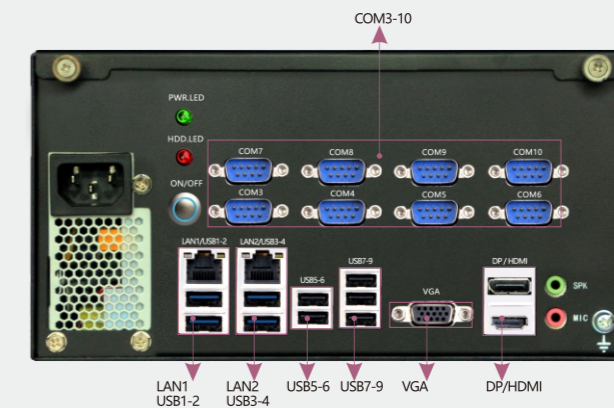 COM3-10
PWR.LED
HDD.LED
COM7 COM8 COM9 COM10
ON/OFF
COM3 COM4 COM5 COM6
LAN1/USB1-2 LAN2/USB3-4
USB5-6
USB7-9
VGA
DP/HDMI
SPK
MIC
LAN1
USB1-2
LAN2
USB3-4
USB5-6
USB7-9
VGA
DP/HDMI